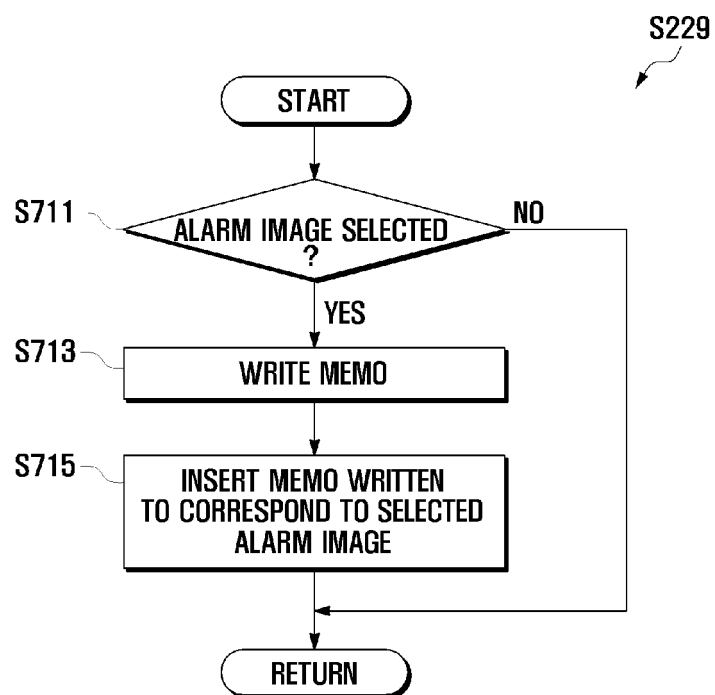 S229
START
S711
ALARM IMAGE SELECTED
?
NO
YES
S713
WRITE MEMO
S715
INSERT MEMO WRITTEN
TO CORRESPOND TO SELECTED
ALARM IMAGE
RETURN